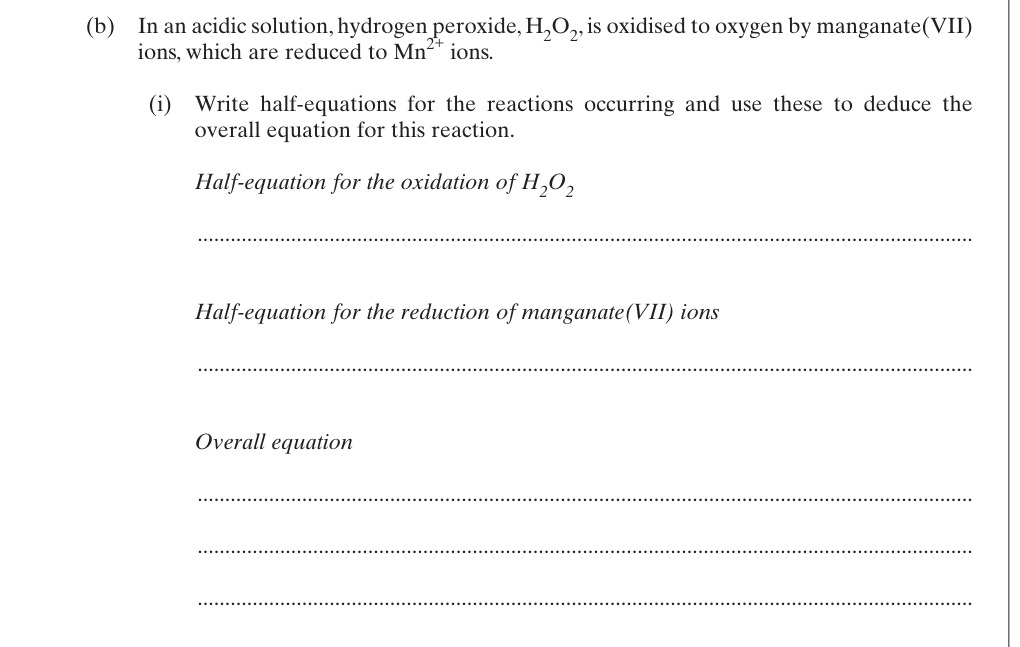 (b) In an acidic solution, hydrogen peroxide, H₂O₂, is oxidised to oxygen by manganate(VII)
ions, which are reduced to Mn²⁺ ions.
(i) Write half-equations for the reactions occurring and use these to deduce the
overall equation for this reaction.
Half-equation for the oxidation of H₂O₂
Half-equation for the reduction of manganate(VII) ions
Overall equation